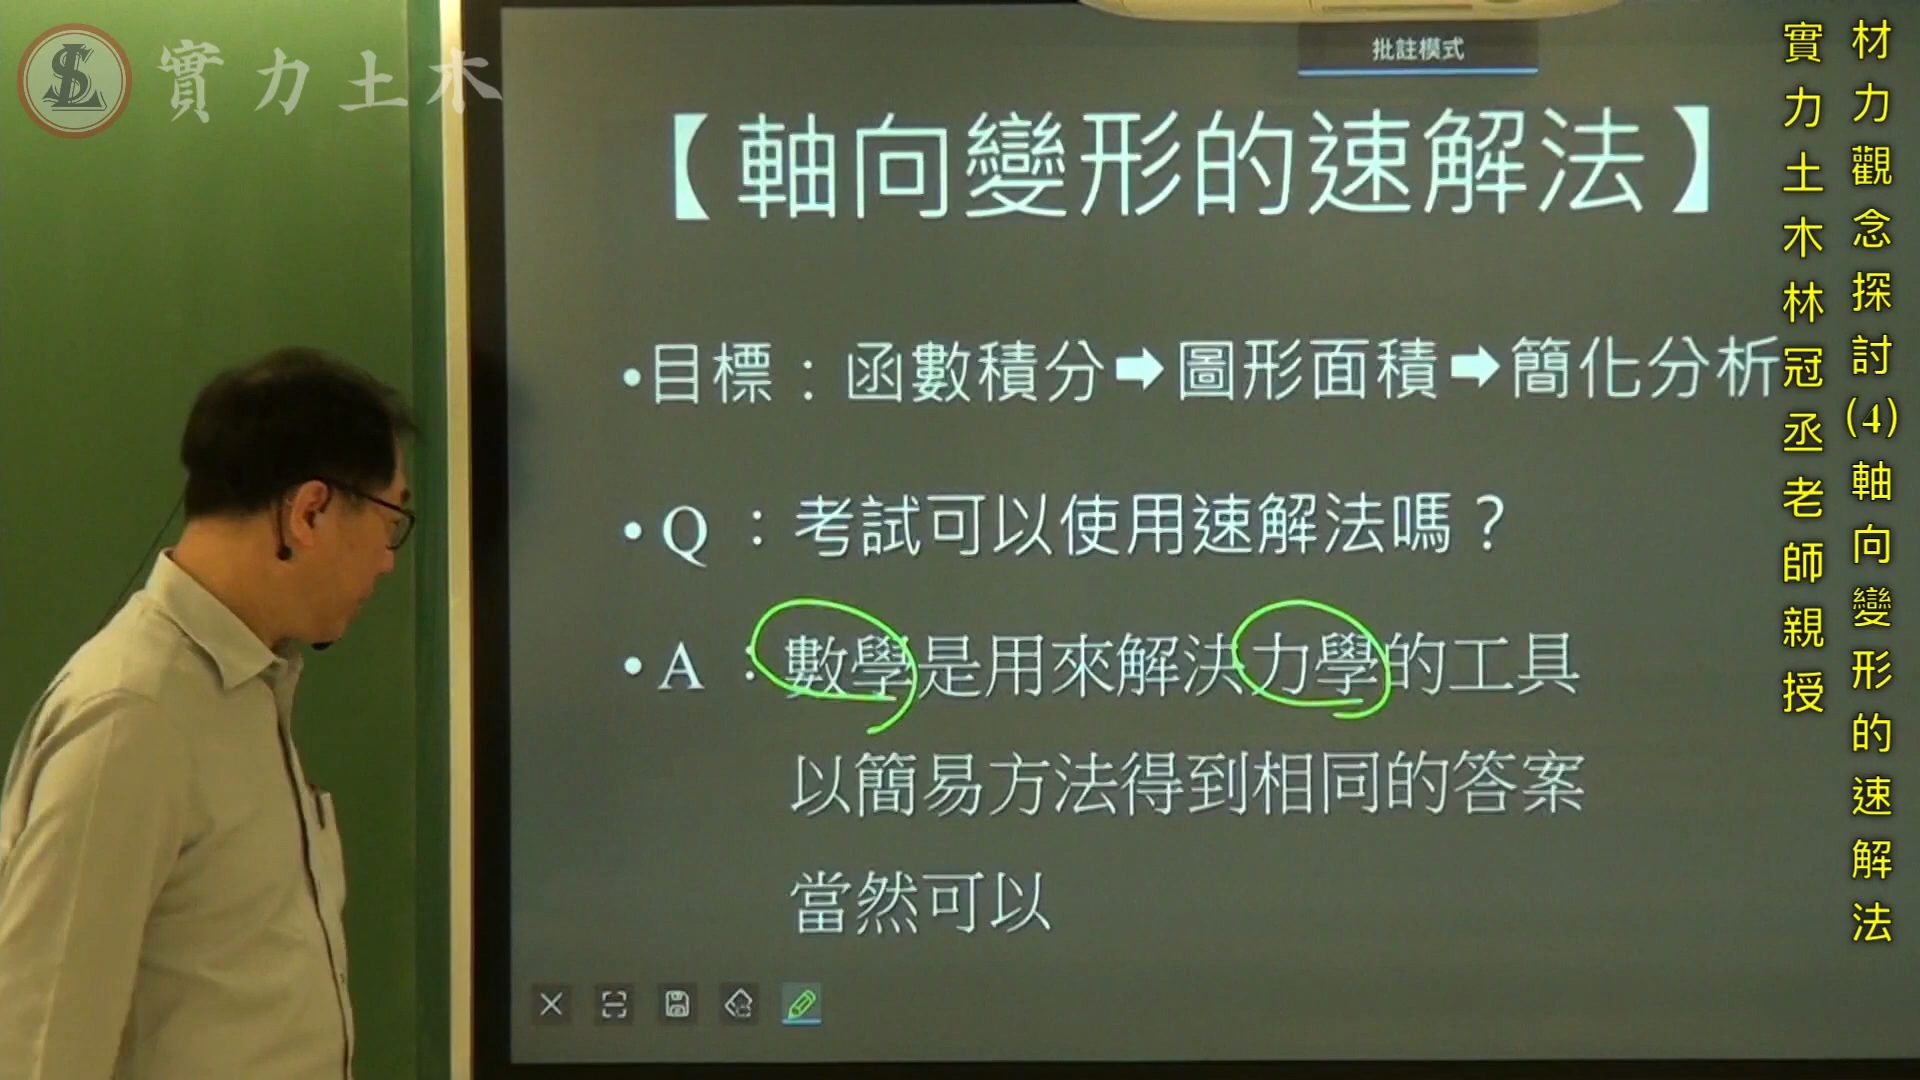 實力土木
批註模式
【軸向變形的速解法】
•目標：函數積分➡圖形面積➡簡化分析
•Q：考試可以使用速解法嗎？
•A：數學是用來解決力學的工具
以簡易方法得到相同的答案
當然可以
材力觀念探討(4)軸向變形的速解法
實力土木林冠丞老師親授